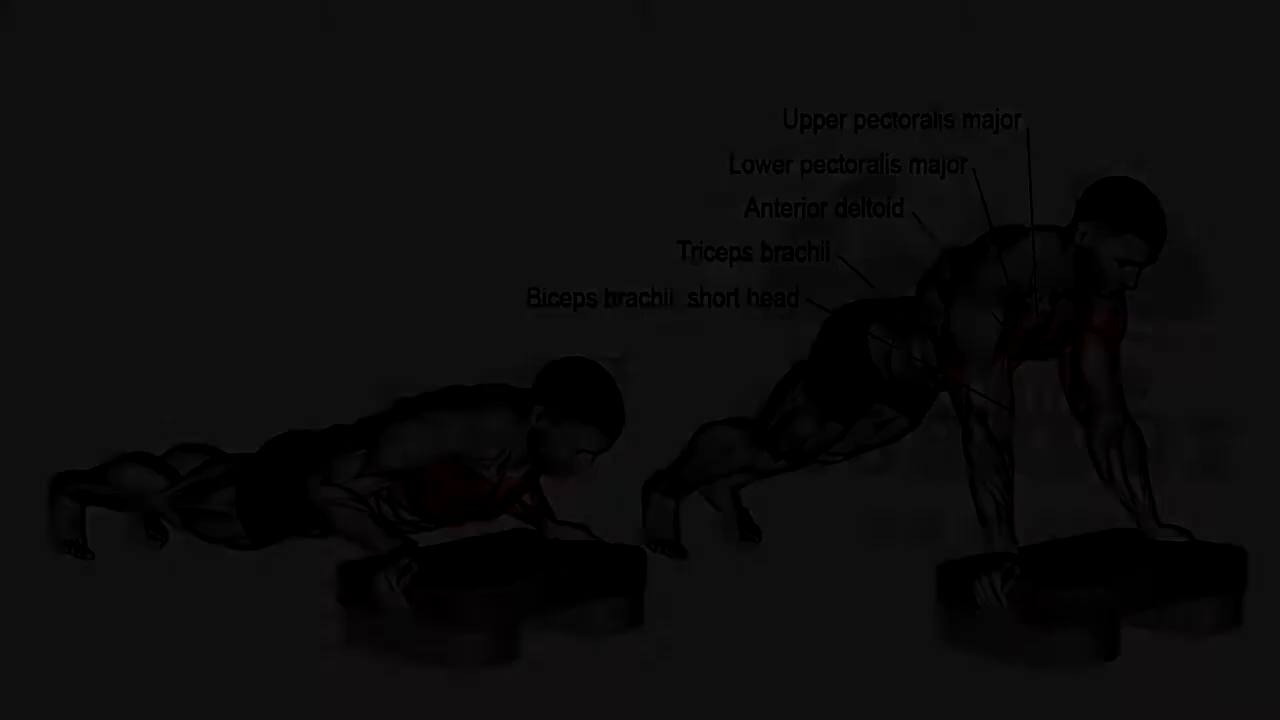 Upper pectoralis major
Lower pectoralis major
Anterior deltoid
Triceps brachii
Biceps brachii short head